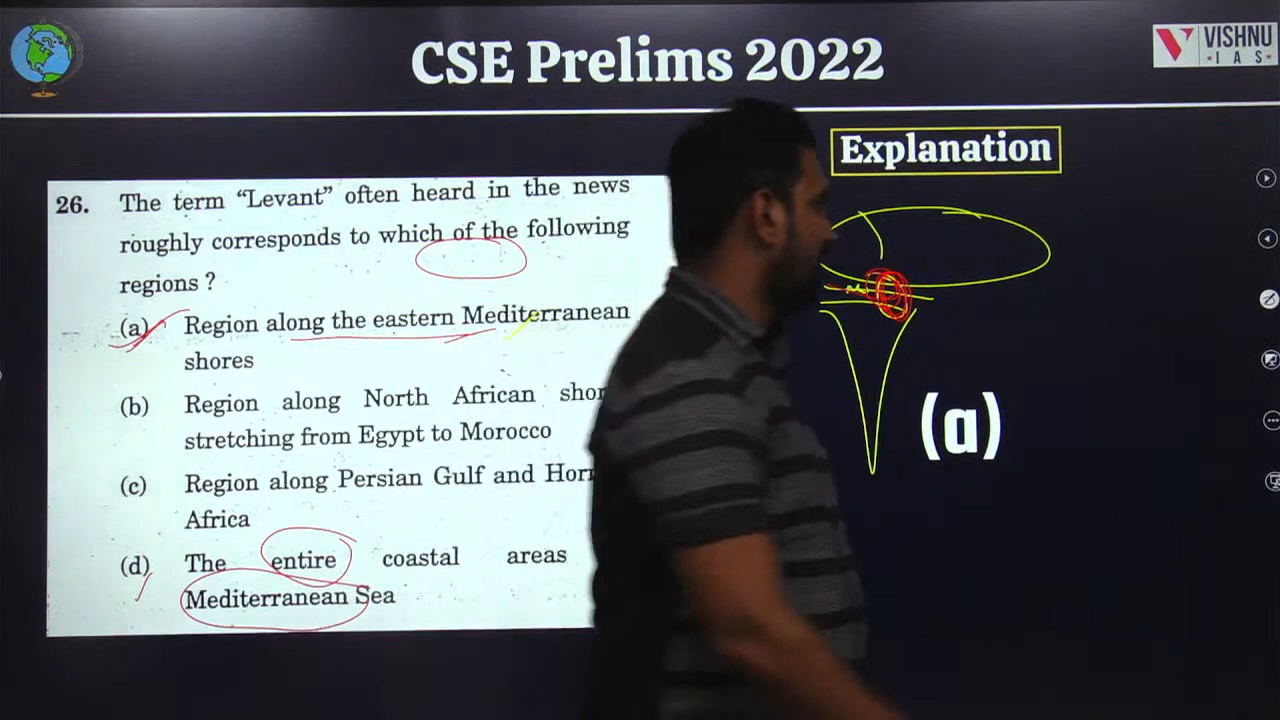 CSE Prelims 2022
VISHNU
I A S
Explanation
26. The term “Levant” often heard in the news
roughly corresponds to which of the following
regions ?
(a) Region along the eastern Mediterranean
shores
(b) Region along North African
stretching from Egypt to Morocco
(c) Region along Persian Gulf and
Africa
(d) The entire coastal areas
Mediterranean Sea
(a)